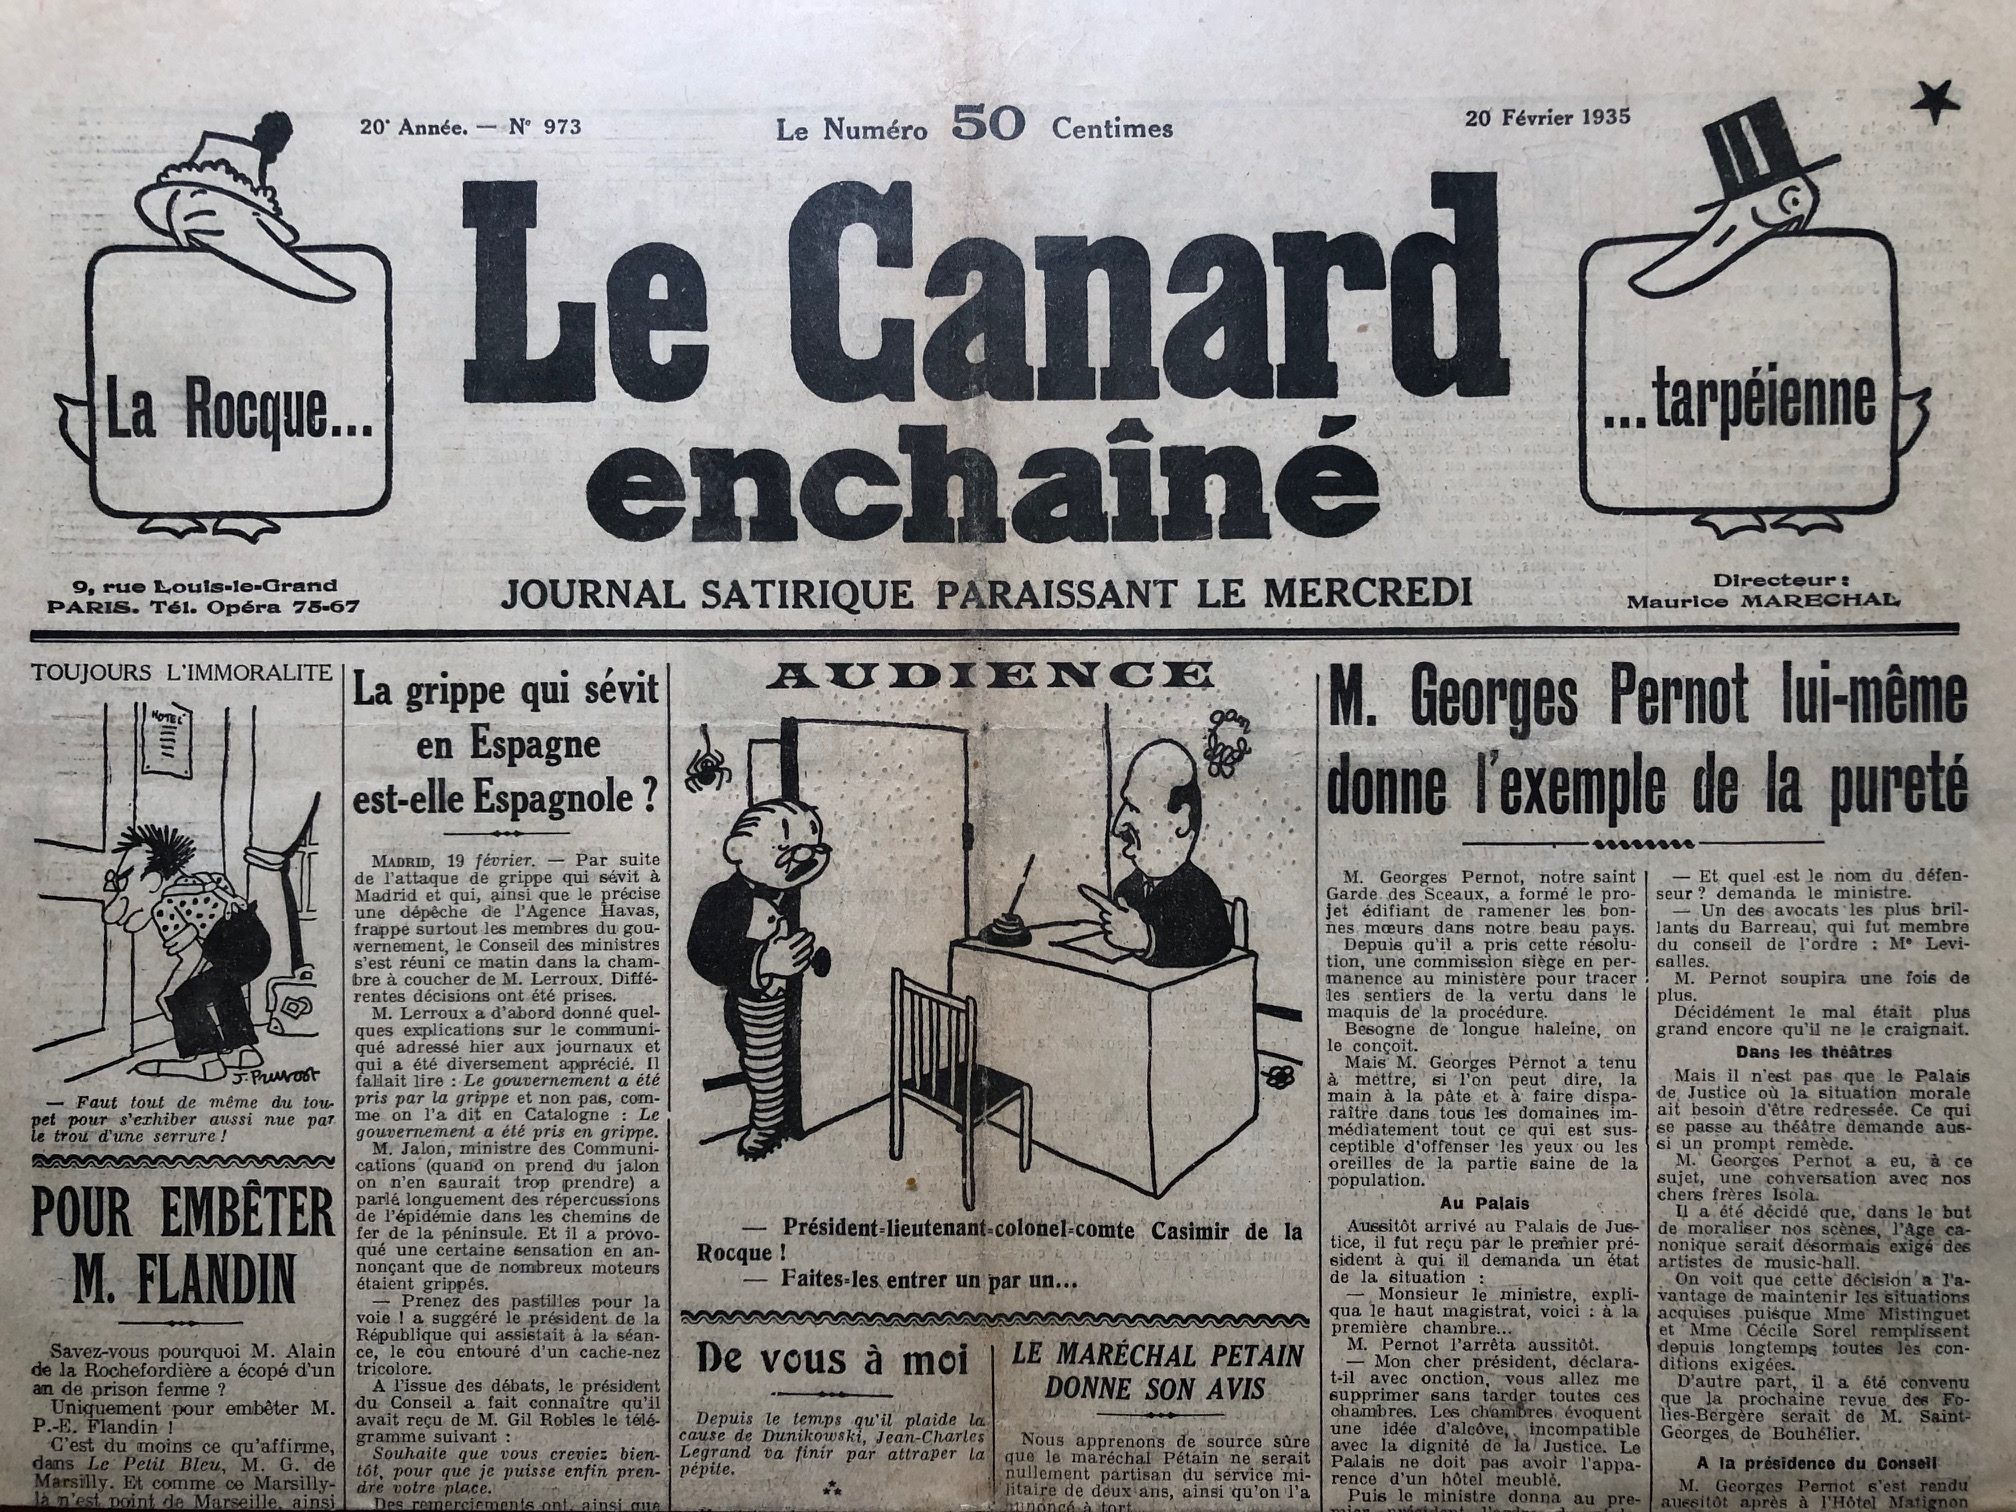 20e Année. — N° 973
Le Numéro 50 Centimes
20 Février 1935
Le Canard
enchaîné
La Rocque...
...tarpéienne
9, rue Louis-le-Grand
PARIS. Tél. Opéra 75-67
JOURNAL SATIRIQUE PARAISSANT LE MERCREDI
Directeur :
Maurice MARECHAL
TOUJOURS L'IMMORALITE
HOTEL
J. Pruvost
— Faut tout de même du tou-
pet pour s'exhiber aussi nue par
le trou d'une serrure !
POUR EMBÊTER
M. FLANDIN
Savez-vous pourquoi M. Alain
de la Rochefordière a écopé d'un
an de prison ferme ?
Uniquement pour embêter M.
P.-E. Flandin !
C'est du moins ce qu'affirme,
dans Le Petit Bleu, M. G. de
Marsilly. Et comme ce Marsilly-
là n'est point de Marseille, ainsi
La grippe qui sévit
en Espagne
est-elle Espagnole ?
MADRID, 19 février. — Par suite
de l'attaque de grippe qui sévit à
Madrid et qui, ainsi que le précise
une dépêche de l'Agence Havas,
frappe surtout les membres du gou-
vernement, le Conseil des ministres
s'est réuni ce matin dans la cham-
bre à coucher de M. Lerroux. Diffé-
rentes décisions ont été prises.
M. Lerroux a d'abord donné quel-
ques explications sur le communi-
qué adressé hier aux journaux et
qui a été diversement apprécié. Il
fallait lire : Le gouvernement a été
pris par la grippe et non pas, com-
me on l'a dit en Catalogne : Le
gouvernement a été pris en grippe.
M. Jalon, ministre des Communi-
cations (quand on prend du jalon
on n'en saurait trop prendre) a
parlé longuement des répercussions
de l'épidémie dans les chemins de
fer de la péninsule. Et il a provo-
qué une certaine sensation en an-
nonçant que de nombreux moteurs
étaient grippés.
— Prenez des pastilles pour la
voie ! a suggéré le président de la
République qui assistait à la séan-
ce, le cou entouré d'un cache-nez
tricolore.
A l'issue des débats, le président
du Conseil a fait connaître qu'il
avait reçu de M. Gil Robles le télé-
gramme suivant :
Souhaite que vous creviez bien-
tôt, pour que je puisse enfin pren-
dre votre place.
Des remerciements ont, ainsi que
AUDIENCE
— Président-lieutenant-colonel-comte Casimir de la
Rocque !
— Faites-les entrer un par un...
De vous à moi
Depuis le temps qu'il plaide la
cause de Dunikowski, Jean-Charles
Legrand va finir par attraper la
pépite.
LE MARÉCHAL PETAIN
DONNE SON AVIS
Nous apprenons de source sûre
que le maréchal Pétain ne serait
nullement partisan du service mi-
litaire de deux ans, ainsi qu'on l'a
annoncé à tort.
M. Georges Pernot lui-même
donne l'exemple de la pureté
M. Georges Pernot, notre saint
Garde des Sceaux, a formé le pro-
jet édifiant de ramener les bon-
nes mœurs dans notre beau pays.
Depuis qu'il a pris cette résolu-
tion, une commission siège en per-
manence au ministère pour tracer
les sentiers de la vertu dans le
maquis de la procédure.
Besogne de longue haleine, on
le conçoit.
Mais M. Georges Pernot a tenu
à mettre, si l'on peut dire, la
main à la pâte et à faire dispa-
raître dans tous les domaines im-
médiatement tout ce qui est sus-
ceptible d'offenser les yeux ou les
oreilles de la partie saine de la
population.
Au Palais
Aussitôt arrivé au Palais de Jus-
tice, il fut reçu par le premier pré-
sident à qui il demanda un état
de la situation :
— Monsieur le ministre, expli-
qua le haut magistrat, voici : à la
première chambre...
M. Pernot l'arrêta aussitôt.
— Mon cher président, déclara-
t-il avec onction, vous allez me
supprimer sans tarder toutes ces
chambres. Les chambres évoquent
une idée d'alcôve, incompatible
avec la dignité de la Justice. Le
Palais ne doit pas avoir l'appa-
rence d'un hôtel meublé.
Puis le ministre donna au pre-
— Et quel est le nom du défen-
seur ? demanda le ministre.
— Un des avocats les plus bril-
lants du Barreau, qui fut membre
du conseil de l'ordre : Me Levi-
salles.
M. Pernot soupira une fois de
plus.
Décidément le mal était plus
grand encore qu'il ne le craignait.
Dans les théâtres
Mais il n'est pas que le Palais
de Justice où la situation morale
ait besoin d'être redressée. Ce qui
se passe au théâtre demande aus-
si un prompt remède.
M. Georges Pernot a eu, à ce
sujet, une conversation avec nos
chers frères Isola.
Il a été décidé que, dans le but
de moraliser nos scènes, l'âge ca-
nonique serait désormais exigé des
artistes de music-hall.
On voit que cette décision a l'a-
vantage de maintenir les situations
acquises puisque Mme Mistinguet
et Mme Cécile Sorel remplissent
depuis longtemps toutes les con-
ditions exigées.
D'autre part, il a été convenu
que la prochaine revue des Fo-
lies-Bergère serait de M. Saint-
Georges de Bouhélier.
A la présidence du Conseil
M. Georges Pernot s'est rendu
aussitôt après à l'Hôtel Matignon